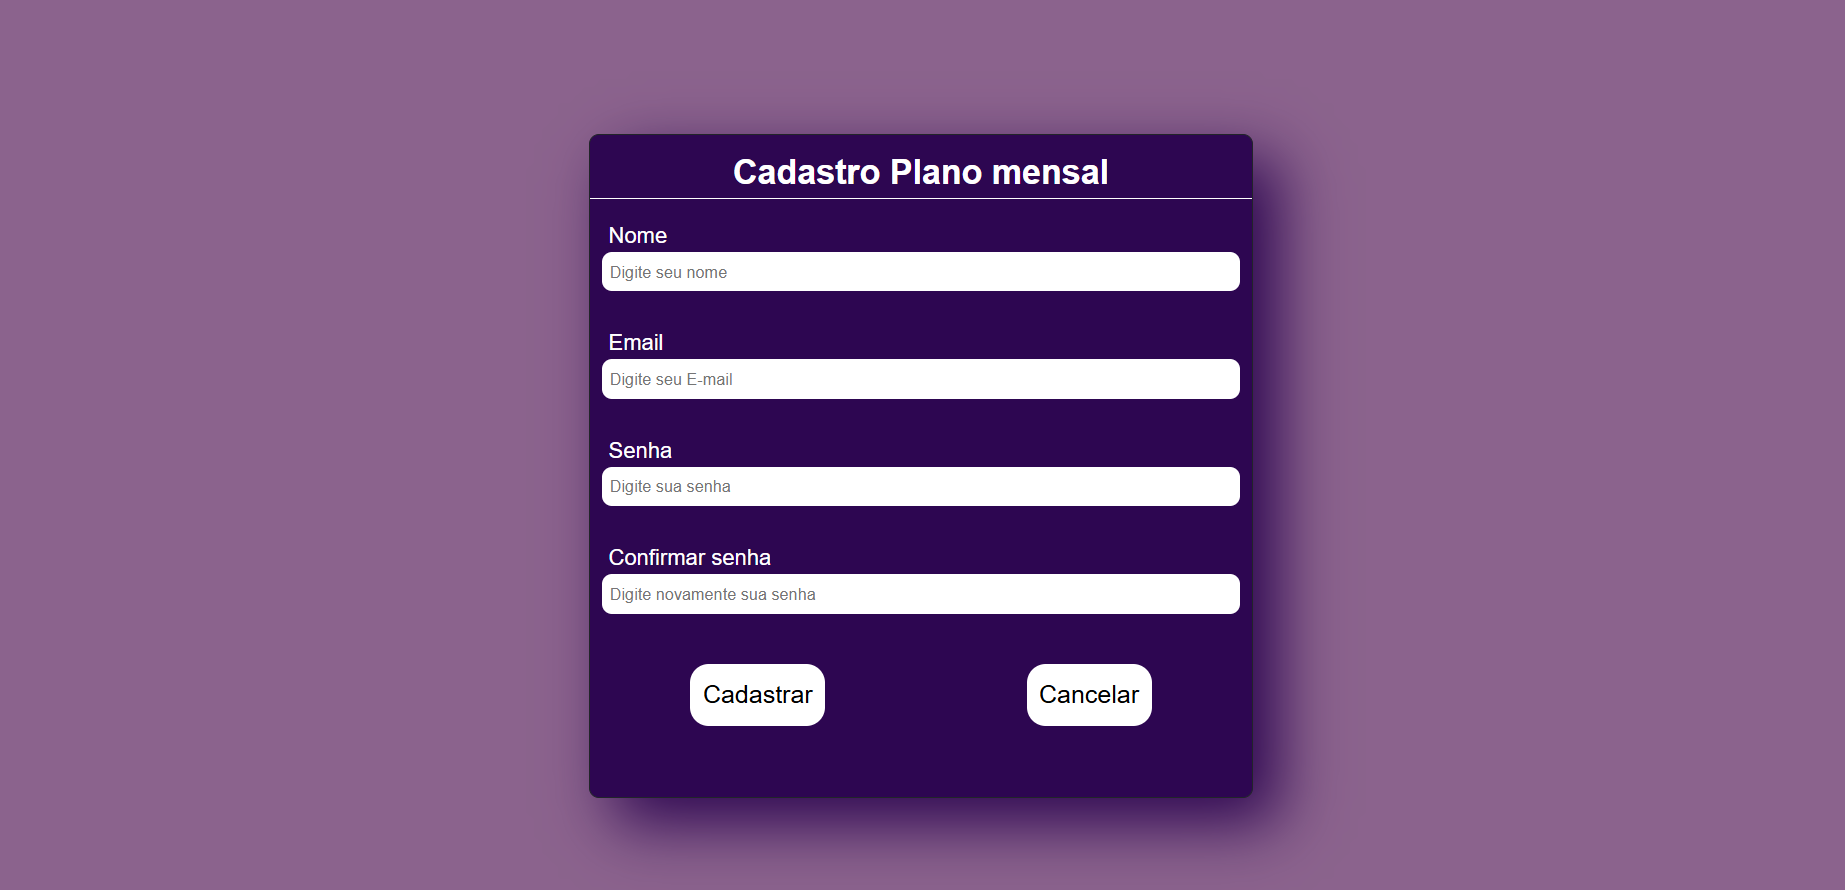 Cadastro Plano mensal
Nome
Digite seu nome
Email
Digite seu E-mail
Senha
Digite sua senha
Confirmar senha
Digite novamente sua senha
Cadastrar Cancelar